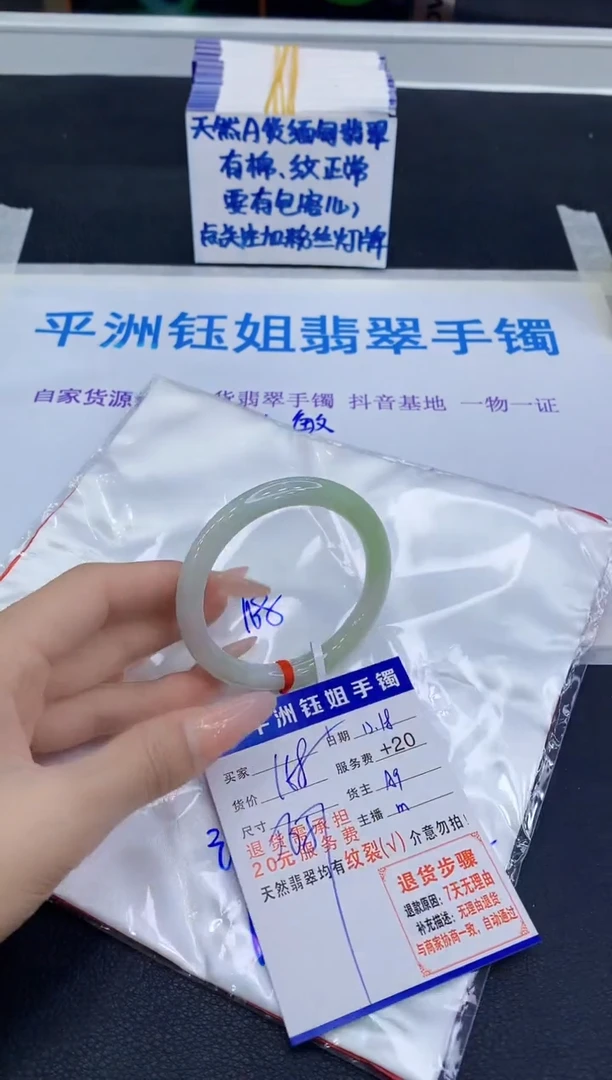 天然A货缅甸翡翠
有棉、纹正常
要有包容心,
点关注加粉丝灯牌
平洲钰姐翡翠手镯
自家货源 货翡翠手镯 抖音基地 一物一证
敏
168
平洲钰姐手镯
买家 日期 12.18
货价 168 服务费 +20
尺寸 货主 A9
主播 m
退货需承担
20元服务费
天然翡翠均有纹裂(√)介意勿拍!
退货步骤
退款原因:7天无理由
补充描述:无理由退货
与商家协商一致,自动通过